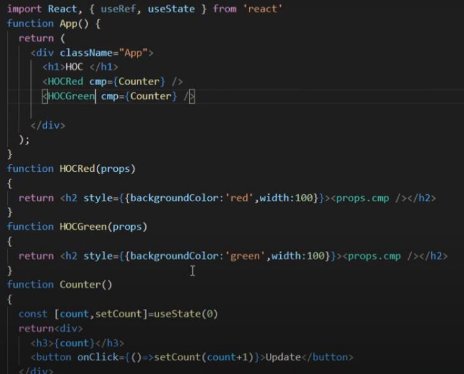 import React, { useRef, useState } from 'react'
function App() {
  return (
    <div className="App">
      <h1>HOC </h1>
      <HOCRed cmp={Counter} />
      <HOCGreen cmp={Counter} />
    </div>
  );
}
function HOCRed(props)
{
  return <h2 style={{backgroundColor:'red',width:100}}><props.cmp /></h2>
}
function HOCGreen(props)
{
  return <h2 style={{backgroundColor:'green',width:100}}><props.cmp /></h2>
}
function Counter()
{
  const [count,setCount]=useState(0)
  return<div>
    <h3>{count}</h3>
    <button onClick={()=>setCount(count+1)}>Update</button>
  </div>